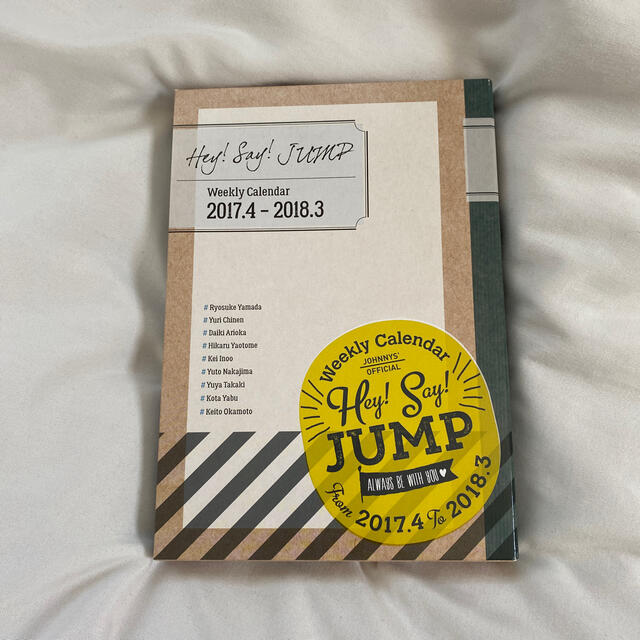 Hey! Say! JUMP
Weekly Calendar
2017.4 - 2018.3
# Ryosuke Yamada
# Yuri Chinen
# Daiki Arioka
# Hikaru Yaotome
# Kei Inoo
# Yuto Nakajima
# Yuya Takaki
# Kota Yabu
# Keito Okamoto
Weekly Calendar
JOHNNYS'
OFFICIAL
Hey! Say!
JUMP
ALWAYS BE WITH YOU♥
From 2017.4 To 2018.3